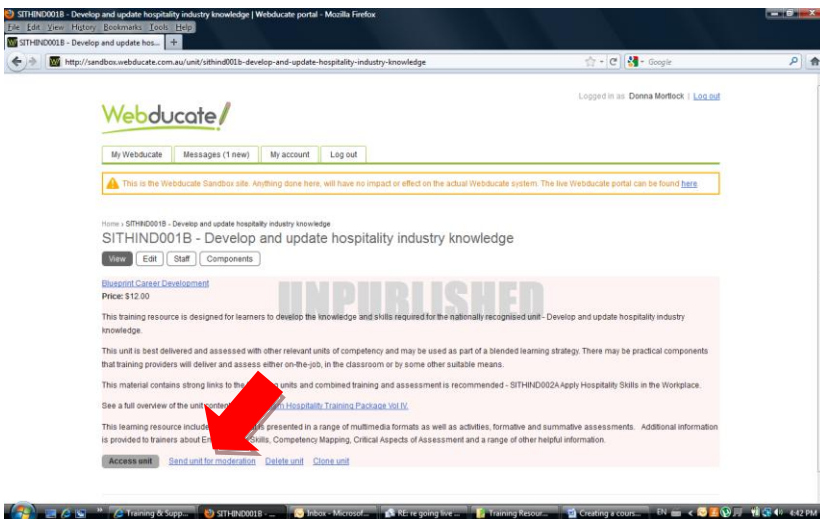 SITHIND001B - Develop and update hospitality industry knowledge | Webducate portal - Mozilla Firefox
File Edit View History Bookmarks Tools Help
SITHIND001B - Develop and update hos... +
http://sandbox.webducate.com.au/unit/sithind001b-develop-and-update-hospitality-industry-knowledge Google
Logged in as: Donna Mortlock | Log out
Webducate
My Webducate Messages (1 new) My account Log out
This is the Webducate Sandbox site. Anything done here, will have no impact or effect on the actual Webducate system. The live Webducate portal can be found here.
Home › SITHIND001B - Develop and update hospitality industry knowledge
SITHIND001B - Develop and update hospitality industry knowledge
View Edit Staff Components
UNPUBLISHED
Blueprint Career Development
Price: $12.00
This training resource is designed for learners to develop the knowledge and skills required for the nationally recognised unit - Develop and update hospitality industry
knowledge.
This unit is best delivered and assessed with other relevant units of competency and may be used as part of a blended learning strategy. There may be practical components
that training providers will deliver and assess either on-the-job, in the classroom or by some other suitable means.
This material contains strong links to the units and combined training and assessment is recommended - SITHIND002A Apply Hospitality Skills in the Workplace.
See a full overview of the unit Hospitality Training Package Vol IV.
This learning resource is presented in a range of multimedia formats as well as activities, formative and summative assessments. Additional information
is provided to trainers about Skills, Competency Mapping, Critical Aspects of Assessment and a range of other helpful information.
Access unit Send unit for moderation Delete unit Clone unit
Training & Supp... SITHIND001B - ... Inbox - Microsof... RE: re going live ... Training Resour... Creating a cours... EN 4:42 PM